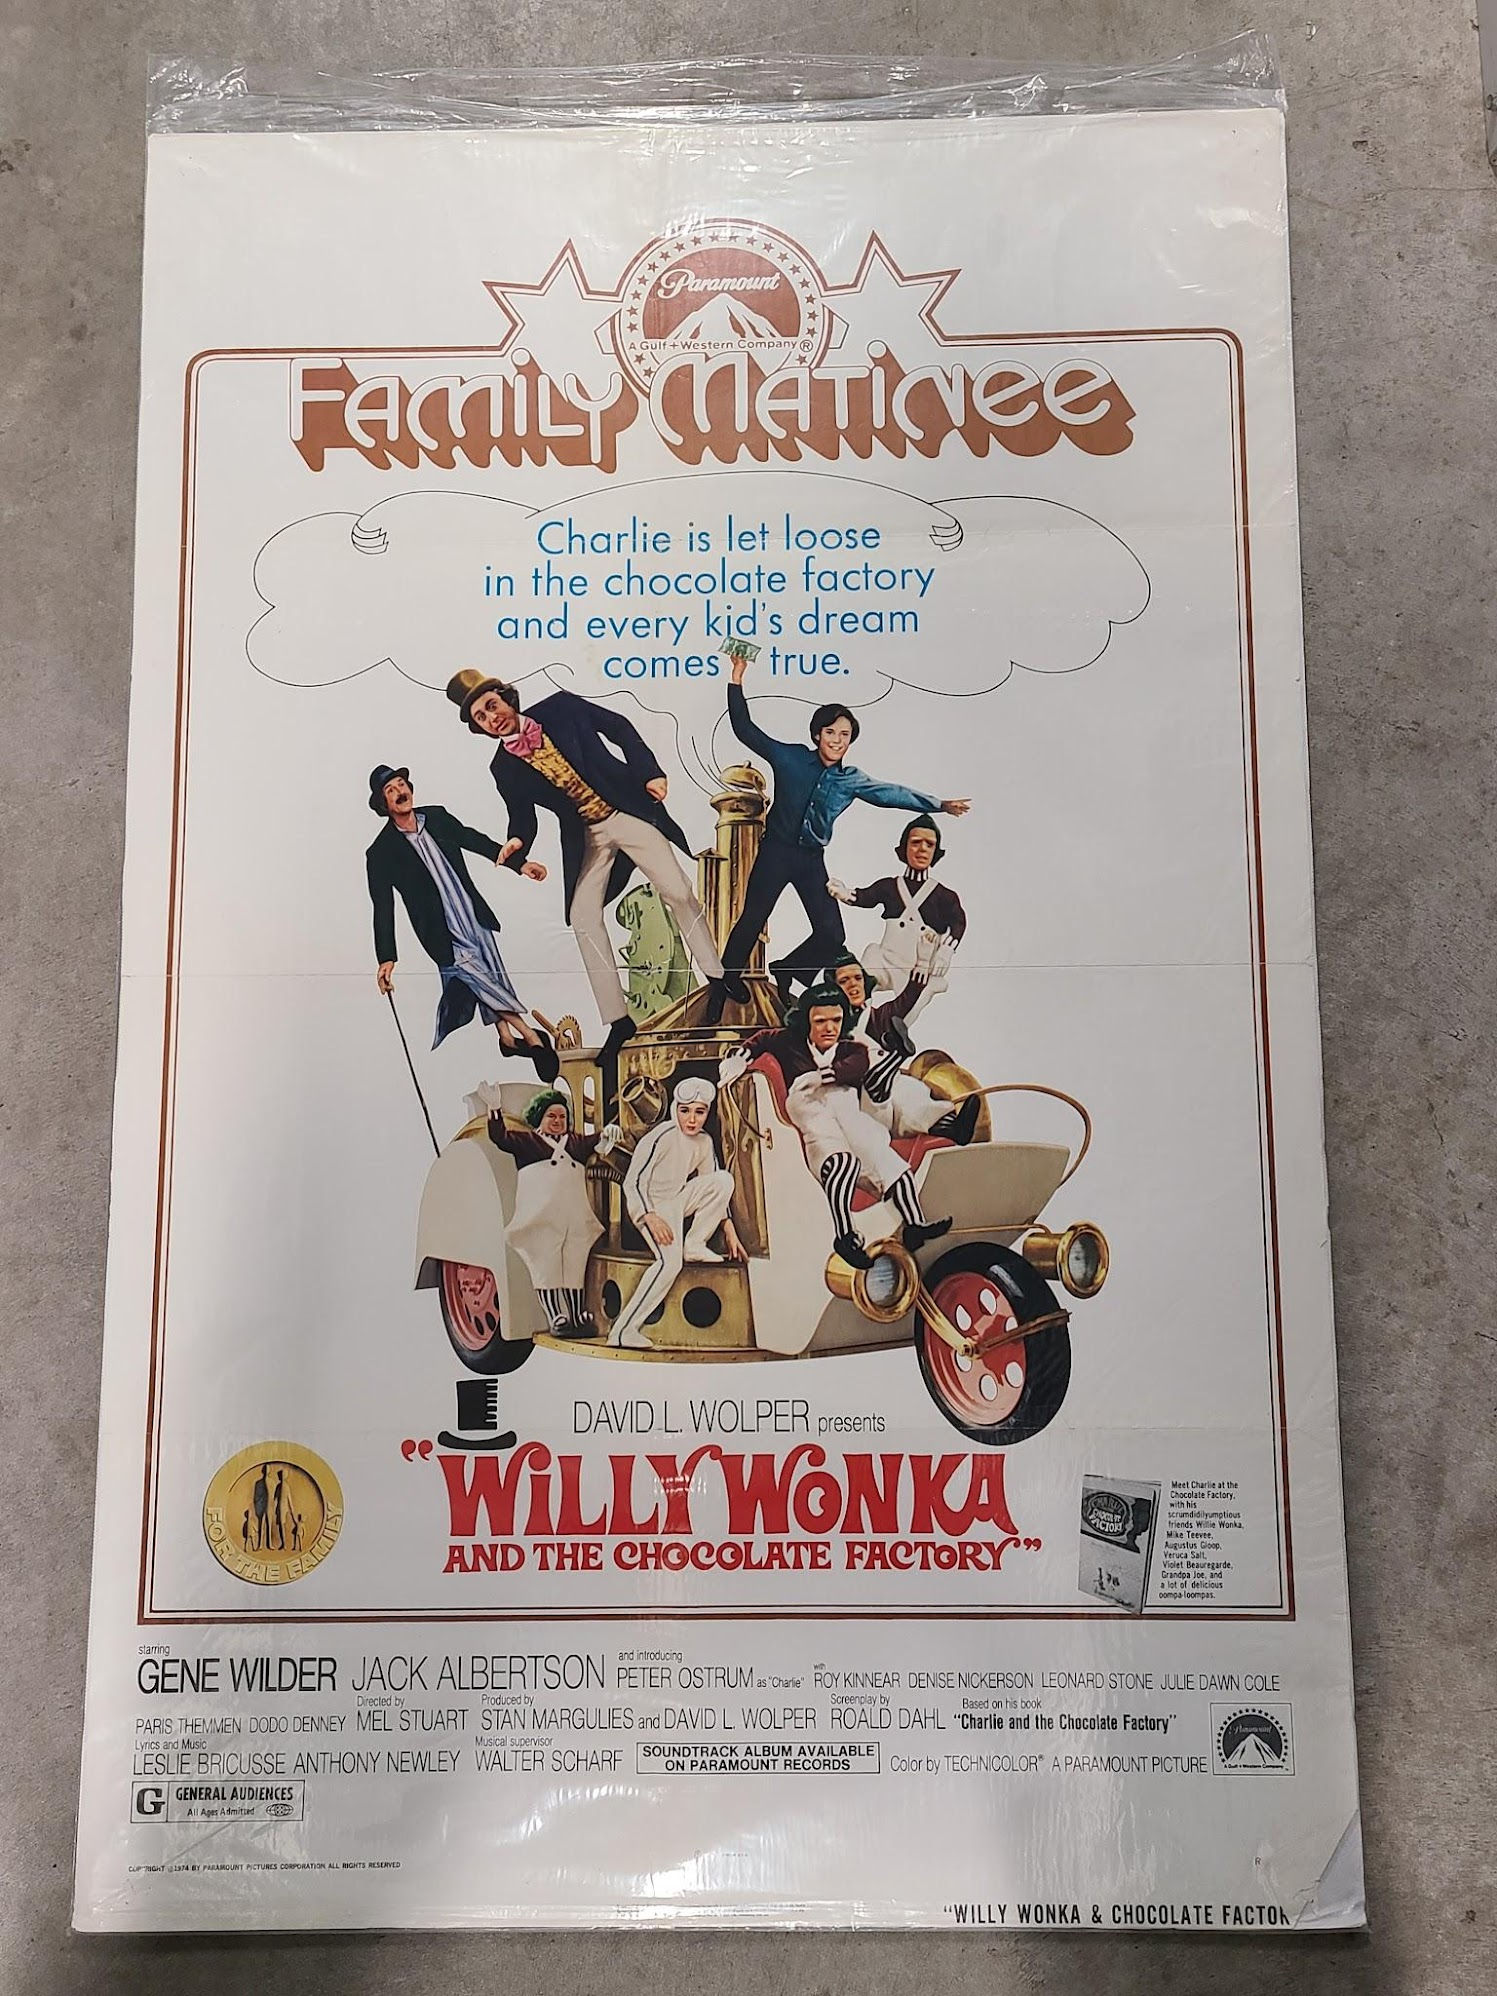 Paramount
A Gulf+Western Company ®
FAMILY MATINEE
Charlie is let loose
in the chocolate factory
and every kid's dream
comes true.
DAVID L. WOLPER presents
"WILLY WONKA
AND THE CHOCOLATE FACTORY"
FOR THE FAMILY
Meet Charlie at the
Chocolate Factory,
with his
scrumdidilyumptious
friends Willie Wonka,
Mike Teevee,
Augustus Gloop,
Veruca Salt,
Violet Beauregarde,
Grandpa Joe, and
a lot of delicious
oompa-loompas.
starring
GENE WILDER JACK ALBERTSON and introducing PETER OSTRUM as "Charlie" with ROY KINNEAR DENISE NICKERSON LEONARD STONE JULIE DAWN COLE
PARIS THEMMEN DODO DENNEY Directed by MEL STUART Produced by STAN MARGULIES and DAVID L. WOLPER Screenplay by ROALD DAHL Based on his book "Charlie and the Chocolate Factory"
Lyrics and Music LESLIE BRICUSSE ANTHONY NEWLEY Musical supervisor WALTER SCHARF
SOUNDTRACK ALBUM AVAILABLE
ON PARAMOUNT RECORDS
Color by TECHNICOLOR® A PARAMOUNT PICTURE
Paramount
A Gulf+Western Company
G GENERAL AUDIENCES
All Ages Admitted
COPYRIGHT © 1974 BY PARAMOUNT PICTURES CORPORATION ALL RIGHTS RESERVED
R
"WILLY WONKA & CHOCOLATE FACTOR